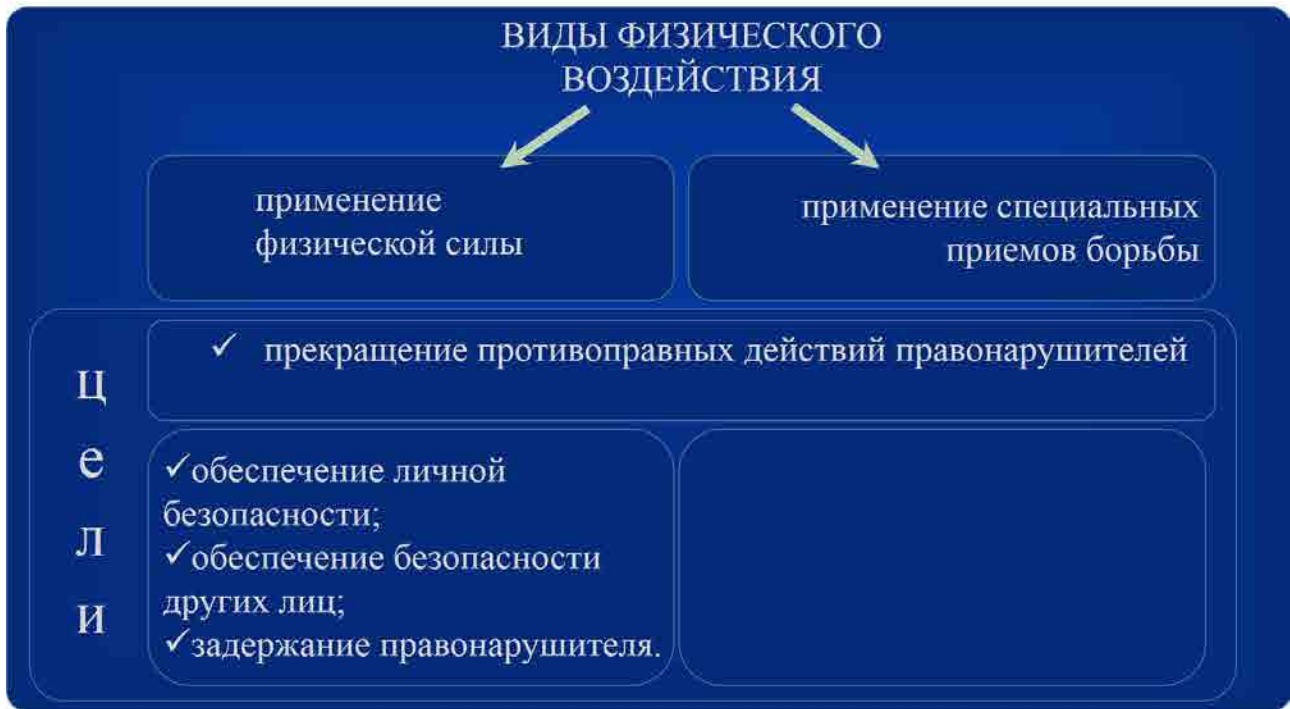 ВИДЫ ФИЗИЧЕСКОГО
ВОЗДЕЙСТВИЯ
применение
физической силы
применение специальных
приемов борьбы
цели
✓ прекращение противоправных действий правонарушителей
✓обеспечение личной
безопасности;
✓обеспечение безопасности
других лиц;
✓задержание правонарушителя.